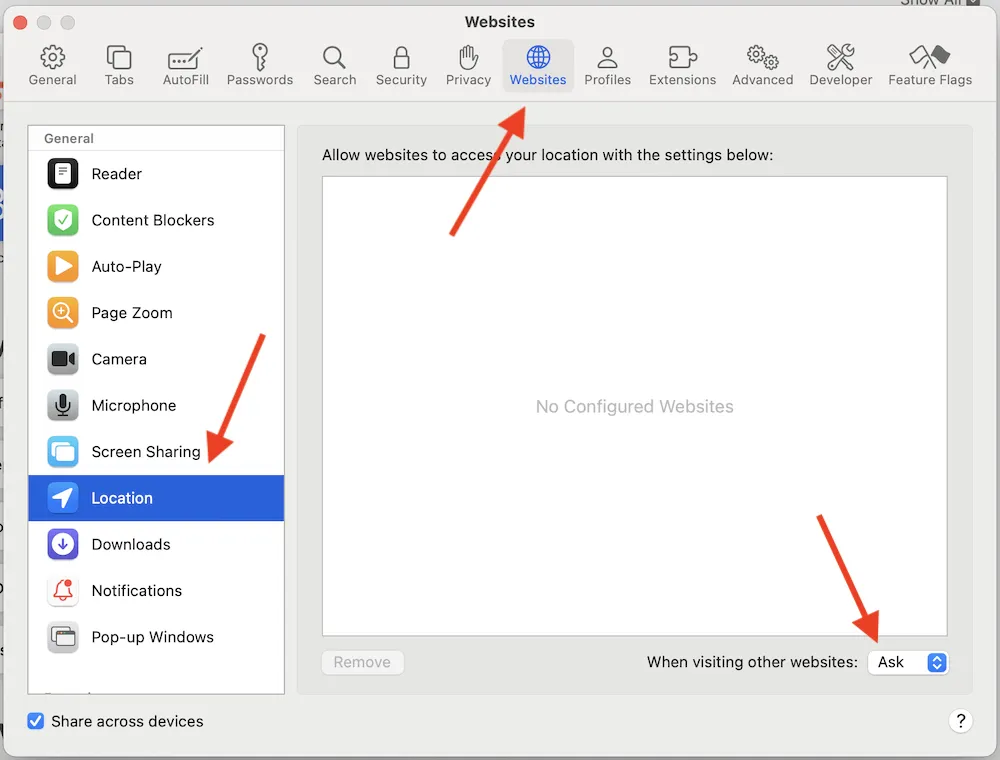 Show All
Websites
General
Tabs
AutoFill
Passwords
Search
Security
Privacy
Websites
Profiles
Extensions
Advanced
Developer
Feature Flags
General
Reader
Content Blockers
Auto-Play
Page Zoom
Camera
Microphone
Screen Sharing
Location
Downloads
Notifications
Pop-up Windows
Allow websites to access your location with the settings below:
No Configured Websites
Remove
When visiting other websites: Ask
Share across devices
?